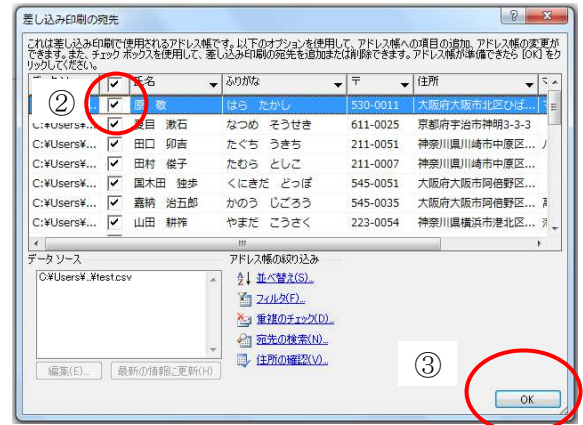 差し込み印刷の宛先
これは差し込み印刷で使用されるアドレス帳です。以下のオプションを使用して、アドレス帳への項目の追加、アドレス帳の変更が
できます。また、チェック ボックスを使用して、差し込み印刷の宛先を追加または削除できます。アドレス帳が準備できたら [OK] をク
リックしてください。
氏名 ふりがな 〒 住所
② 原 敬 はら たかし 530-0011 大阪府大阪市北区ひば...
C:¥Users¥... 夏目 漱石 なつめ そうせき 611-0025 京都府宇治市神明3-3-3
C:¥Users¥... 田口 卯吉 たぐち うきち 211-0051 神奈川県川崎市中原区...
C:¥Users¥... 田村 俊子 たむら としこ 211-0007 神奈川県川崎市中原区...
C:¥Users¥... 国木田 独歩 くにきだ どっぽ 545-0051 大阪府大阪市阿倍野区...
C:¥Users¥... 嘉納 治五郎 かのう じごろう 545-0035 大阪府大阪市阿倍野区...
C:¥Users¥... 山田 耕筰 やまだ こうさく 223-0054 神奈川県横浜市港北区...
データ ソース
C:¥Users¥..¥test.csv
編集(E)... 最新の情報に更新(H)
アドレス帳の絞り込み
並べ替え(S)...
フィルタ(F)...
重複のチェック(D)...
宛先の検索(N)...
住所の確認(V)...
③
OK